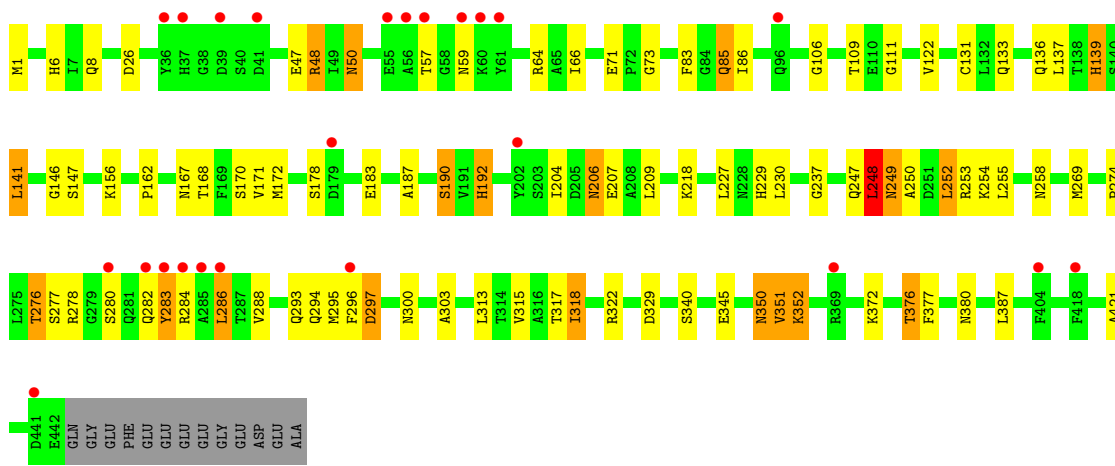 M1 H6 I7 Q8 D26 Y36 H37 G38 D39 S40 D41 E47 R48 I49 N50 E55 A56 T57 G58 N59 K60 Y61 R64 A65 I66 E71 P72 G73 F83 G84 Q85 I86 Q96 G106 T109 E110 G111 V122 C131 L132 Q133 Q136 L137 T138 H139 S140
L141 G146 S147 K156 P162 N167 T168 F169 S170 V171 M172 S178 D179 E183 A187 S190 V191 H192 Y202 S203 I204 D205 N206 E207 A208 L209 K218 L227 N228 H229 L230 G237 Q247 L248 N249 A250 D251 L252 R253 K254 L255 N258 M269
L275 T276 S277 R278 G279 S280 Q281 Q282 Y283 R284 A285 L286 T287 V288 Q293 Q294 M295 F296 D297 N300 A303 L313 T314 V315 A316 T317 I318 R322 D329 S340 E345 N350 V351 K352 R369 K372 T376 F377 N380 L387 F404 F418
D441 E442 GLN GLY GLU PHE GLU GLU GLU GLU GLY GLU ASP GLU ALA